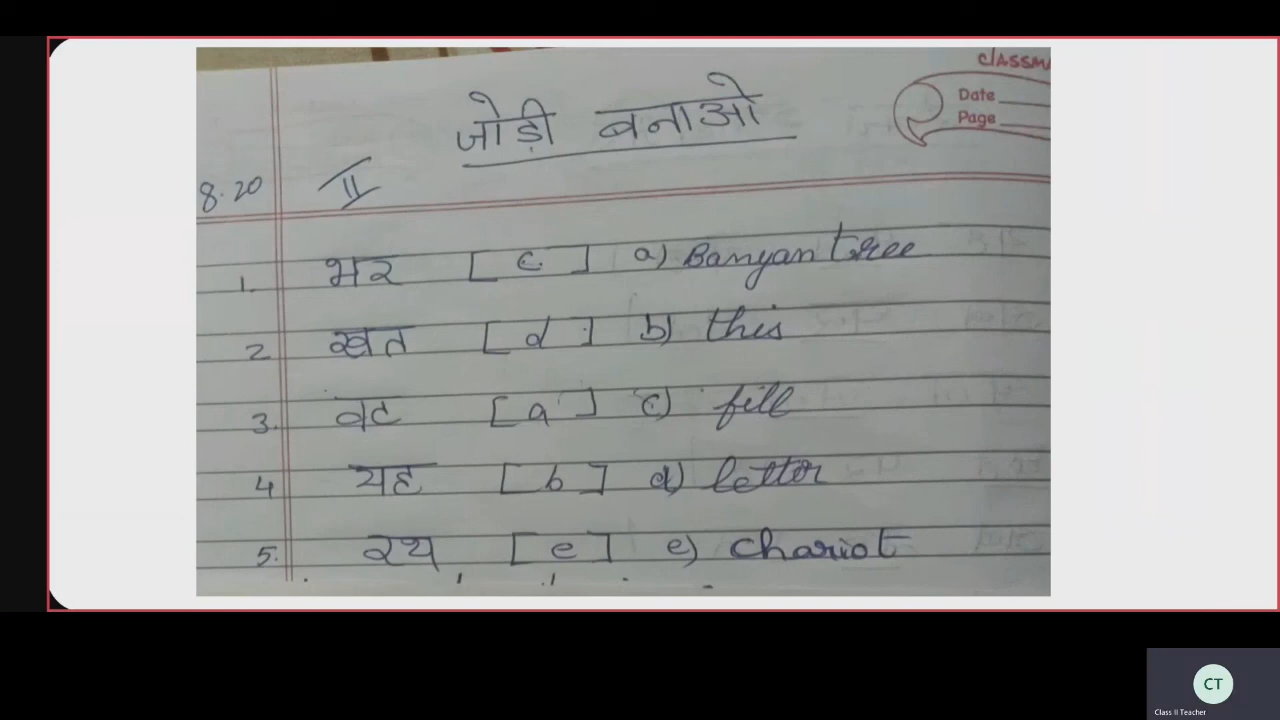 CLASSMA
Date
Page
जोड़ी बनाओ
8.20 II
1. भर [ c ] a) Banyan tree
2 खत [ d ] b) this
3. वट [ a ] c) fill
4 यह [ b ] d) letter
5. रथ [ e ] e) chariot
CT
Class II Teacher